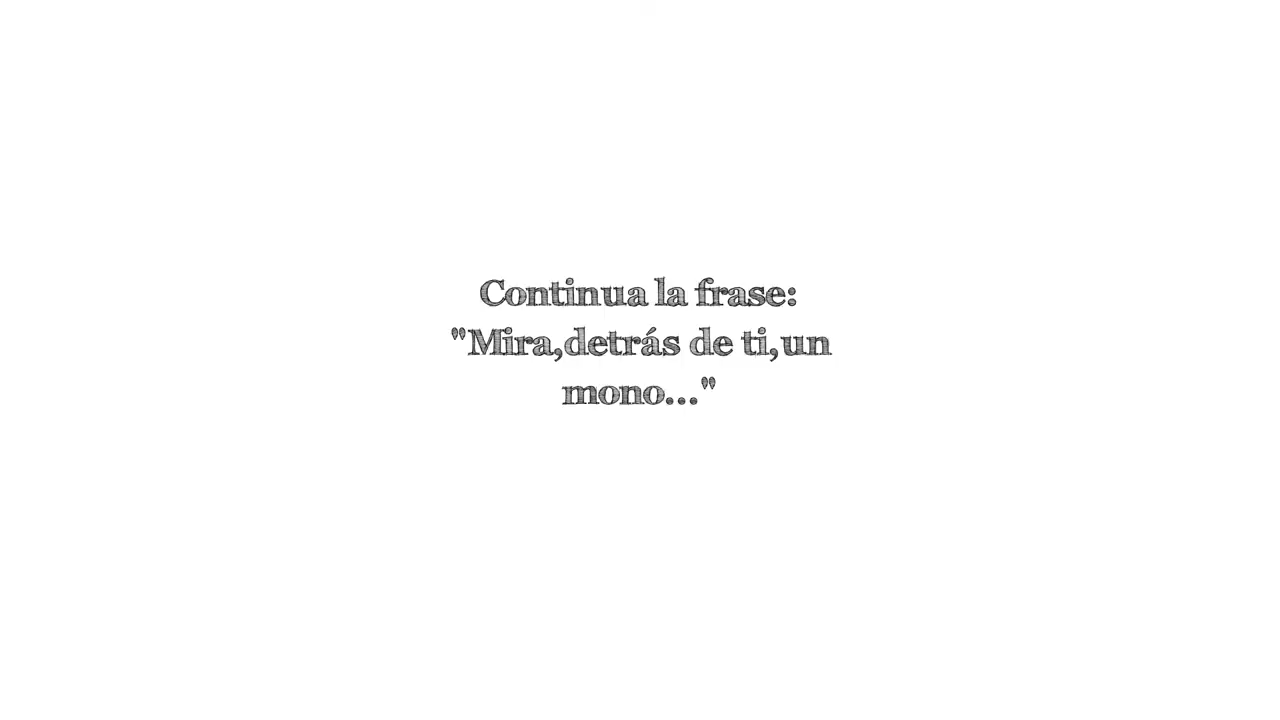 Continua la frase:
"Mira,detrás de ti,un
mono..."